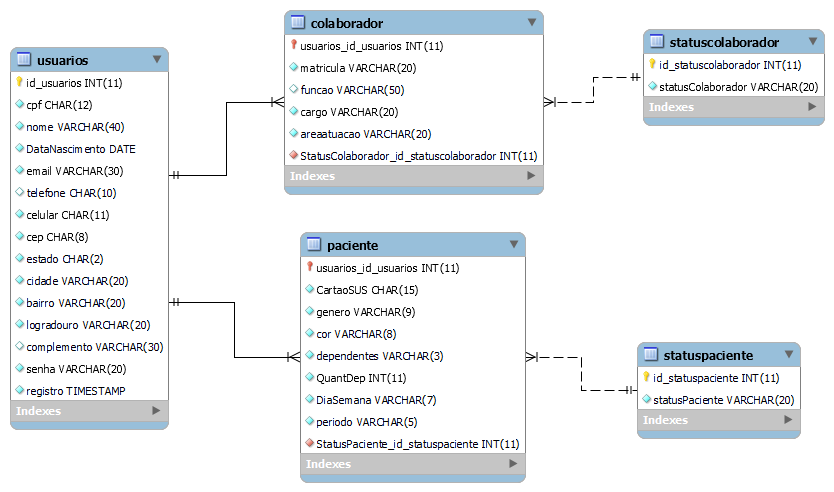 usuarios
id_usuarios INT(11)
cpf CHAR(12)
nome VARCHAR(40)
DataNascimento DATE
email VARCHAR(30)
telefone CHAR(10)
celular CHAR(11)
cep CHAR(8)
estado CHAR(2)
cidade VARCHAR(20)
bairro VARCHAR(20)
logradouro VARCHAR(20)
complemento VARCHAR(30)
senha VARCHAR(20)
registro TIMESTAMP
Indexes
colaborador
usuarios_id_usuarios INT(11)
matricula VARCHAR(20)
funcao VARCHAR(50)
cargo VARCHAR(20)
areaatuacao VARCHAR(20)
StatusColaborador_id_statuscolaborador INT(11)
Indexes
statuscolaborador
id_statuscolaborador INT(11)
statusColaborador VARCHAR(20)
Indexes
paciente
usuarios_id_usuarios INT(11)
CartaoSUS CHAR(15)
genero VARCHAR(9)
cor VARCHAR(8)
dependentes VARCHAR(3)
QuantDep INT(11)
DiaSemana VARCHAR(7)
periodo VARCHAR(5)
StatusPaciente_id_statuspaciente INT(11)
Indexes
statuspaciente
id_statuspaciente INT(11)
statusPaciente VARCHAR(20)
Indexes